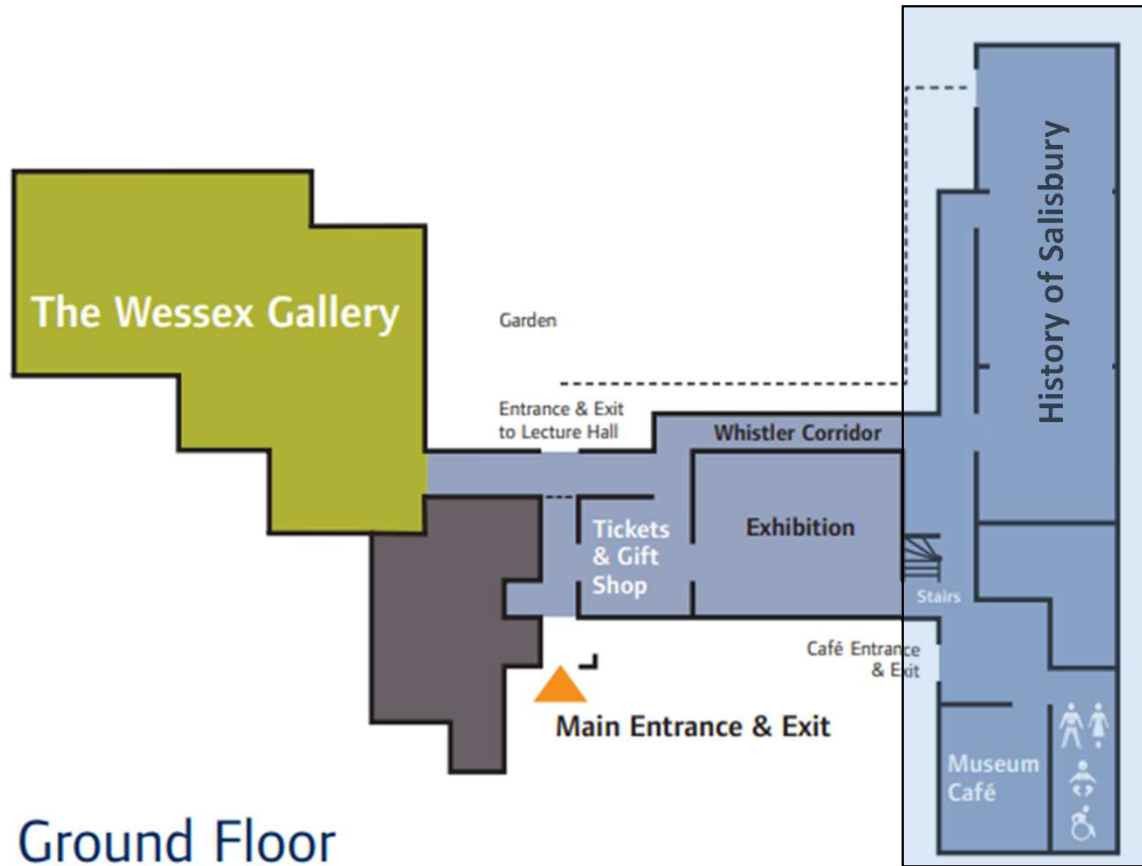 History of Salisbury
The Wessex Gallery
Garden
Entrance & Exit
to Lecture Hall
Whistler Corridor
Tickets
& Gift
Shop
Exhibition
Stairs
Café Entrance
& Exit
Main Entrance & Exit
Museum
Café
Ground Floor